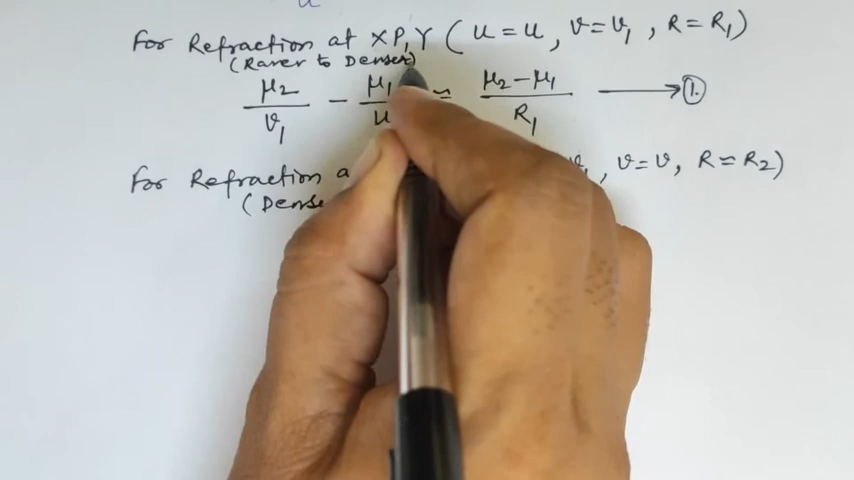 u
For Refraction at XP₁Y ( u = u , v = v₁ , R = R₁)
(Rarer to Denser)
μ₂/v₁ - μ₁/u = (μ₂ - μ₁)/R₁ ⟶ ①.
For Refraction a , v = v, R = R₂)
(Dense